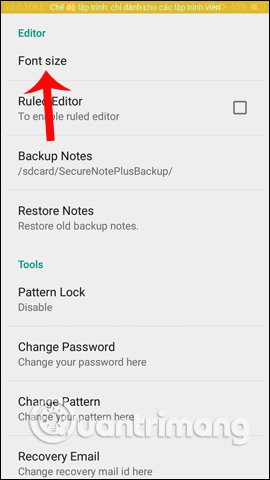 Chế độ lập trình: chỉ dành cho các lập trình viên
45%
Editor
Font size
Ruled Editor
To enable ruled editor
Backup Notes
/sdcard/SecureNotePlusBackup/
Restore Notes
Restore old backup notes.
Tools
Pattern Lock
Disable
Change Password
Change your password here
Change Pattern
Change your pattern here
Quantrimang
Recovery Email
Change recovery mail id here